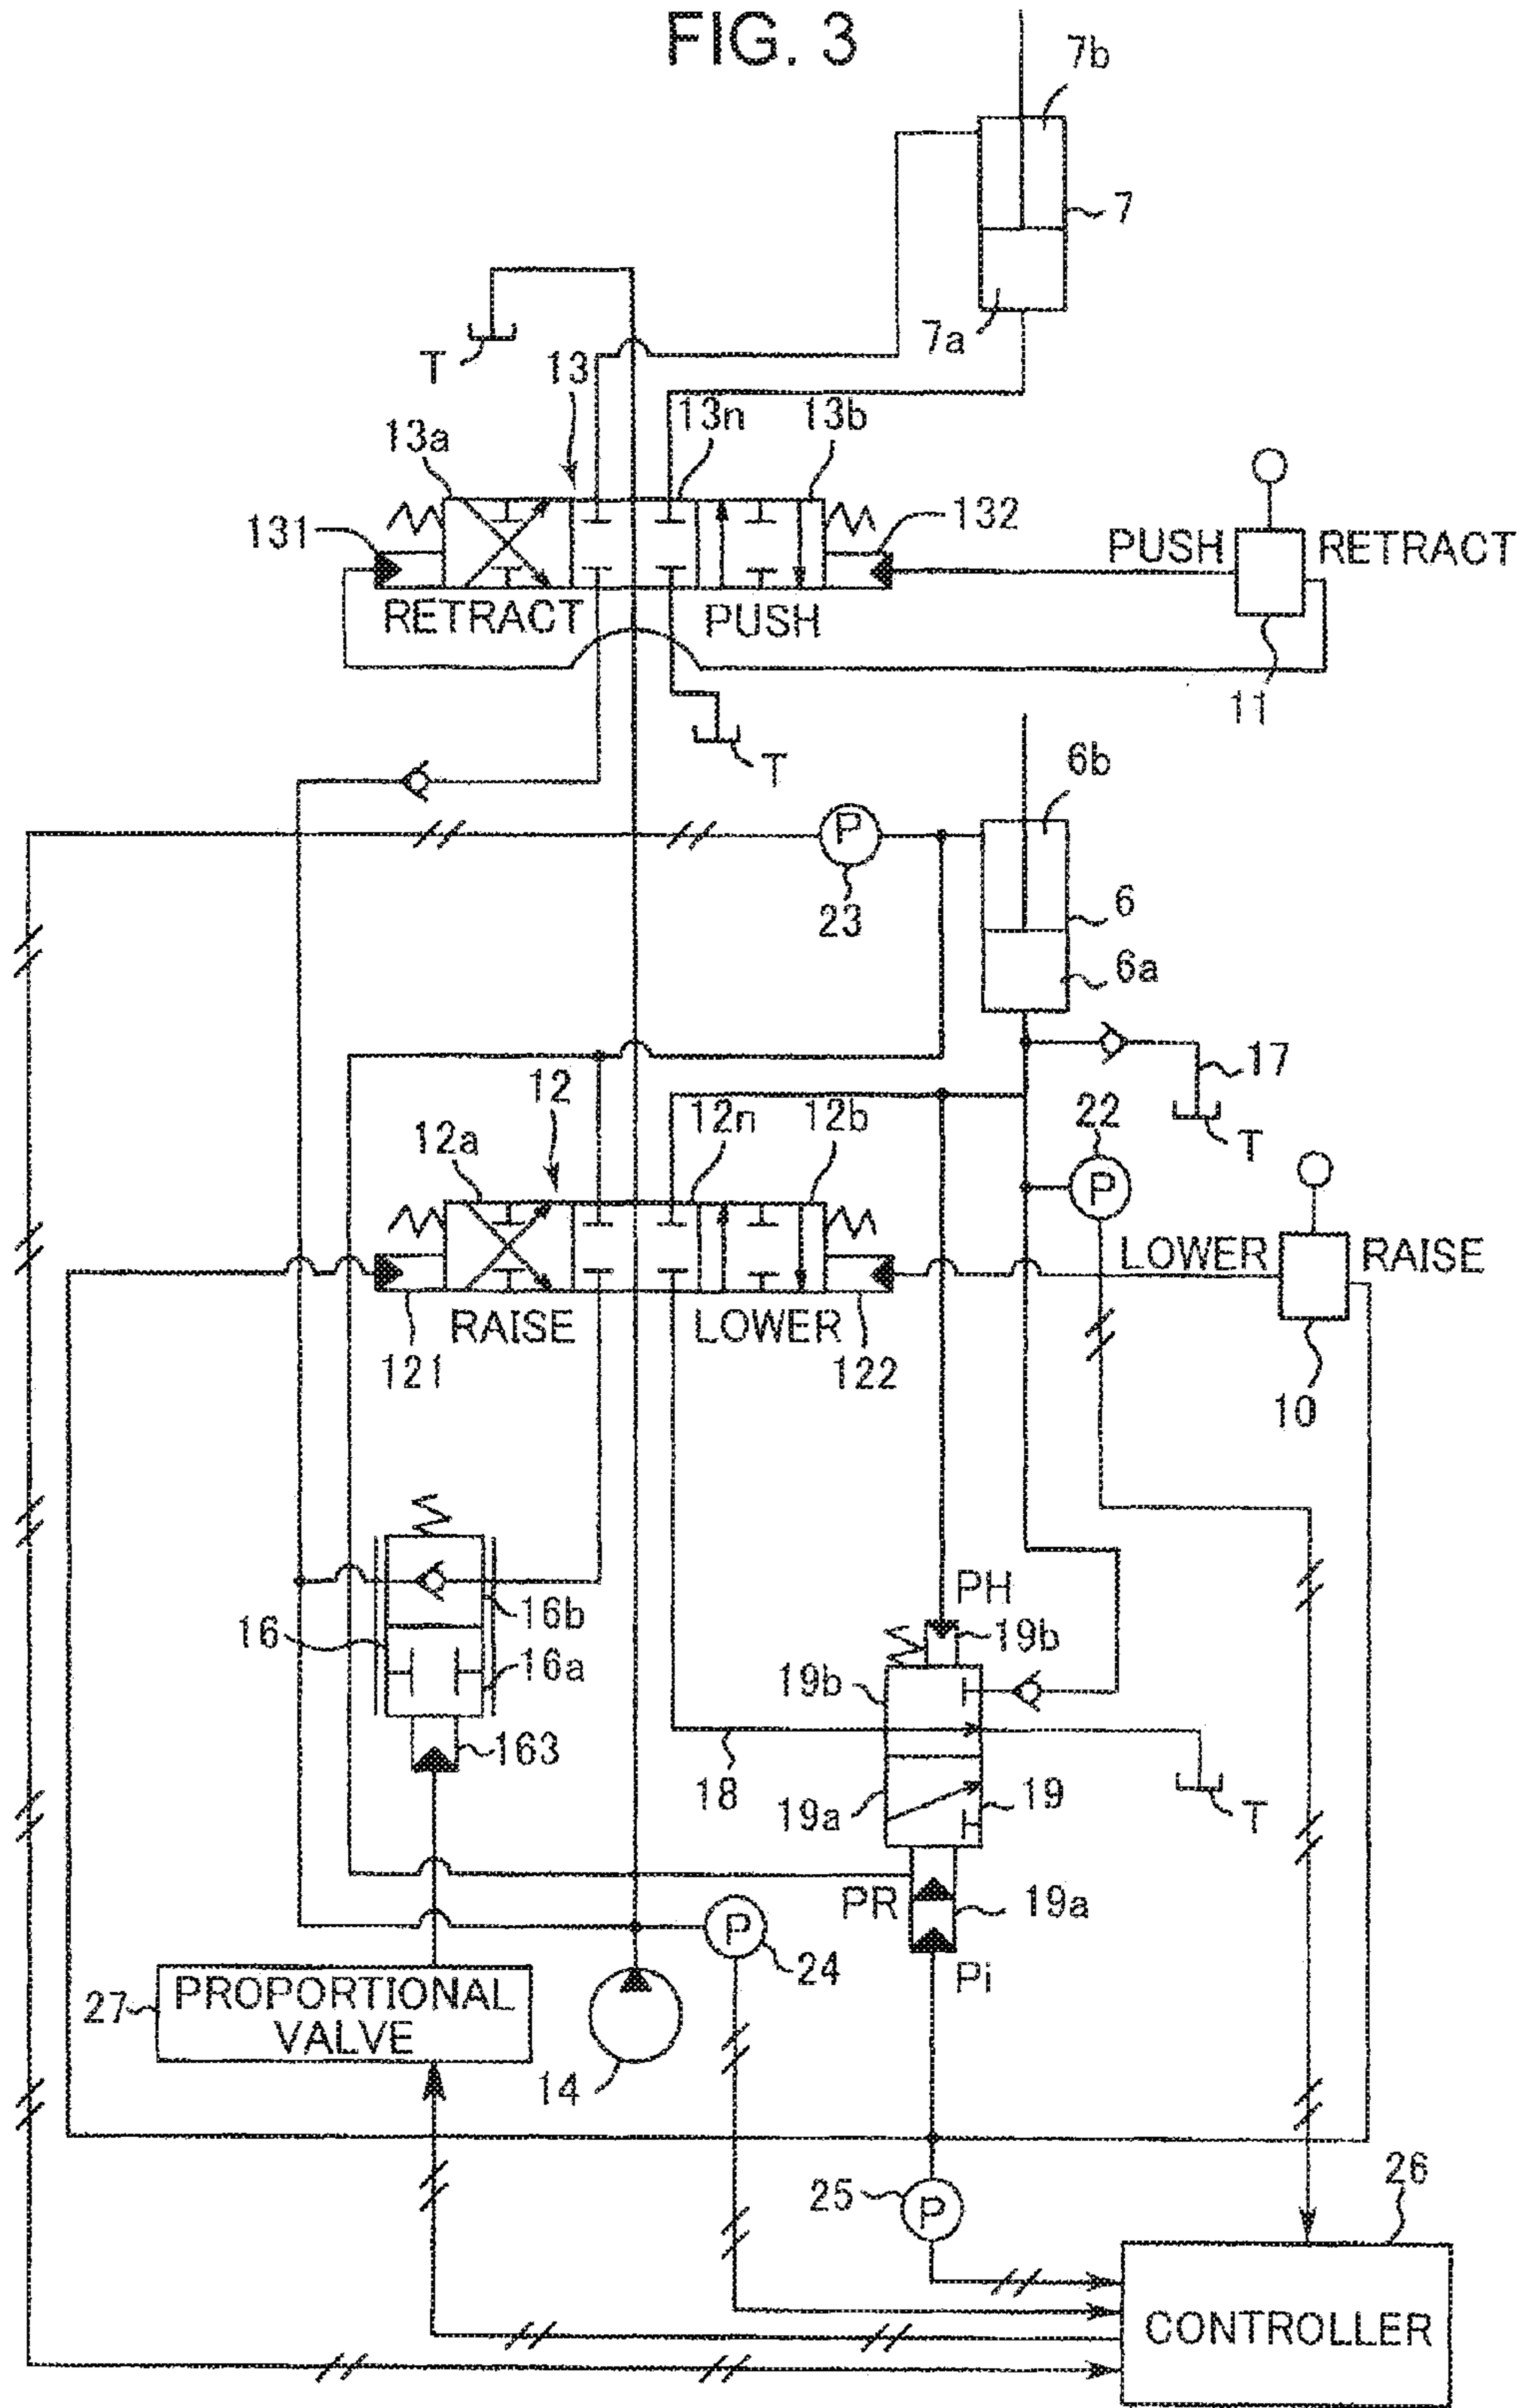 FIG. 3
7b
7
7a
T
13
13a
13n
13b
131
132
PUSH
RETRACT
RETRACT
PUSH
11
T
6b
P
23
6
6a
17
12
22
12a
12n
12b
T
P
LOWER
RAISE
RAISE
LOWER
121
122
10
PH
16b
19b
16
16a
19b
163
18
19a
19
T
PR
19a
P
24
Pi
27
PROPORTIONAL
VALVE
14
26
25
P
CONTROLLER